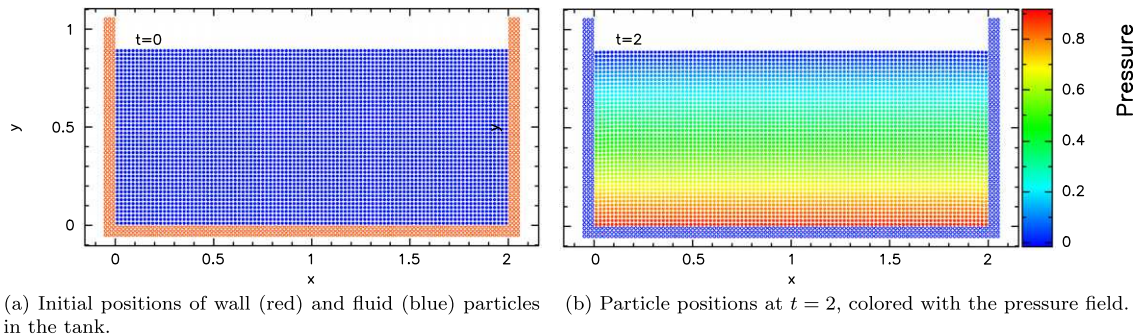 t=0
1
0.5
0
y
0 0.5 1 1.5 2
x
t=2
y
0 0.5 1 1.5 2
x
0.8
0.6
0.4
0.2
0
Pressure
(a) Initial positions of wall (red) and fluid (blue) particles
in the tank.
(b) Particle positions at t = 2, colored with the pressure field.